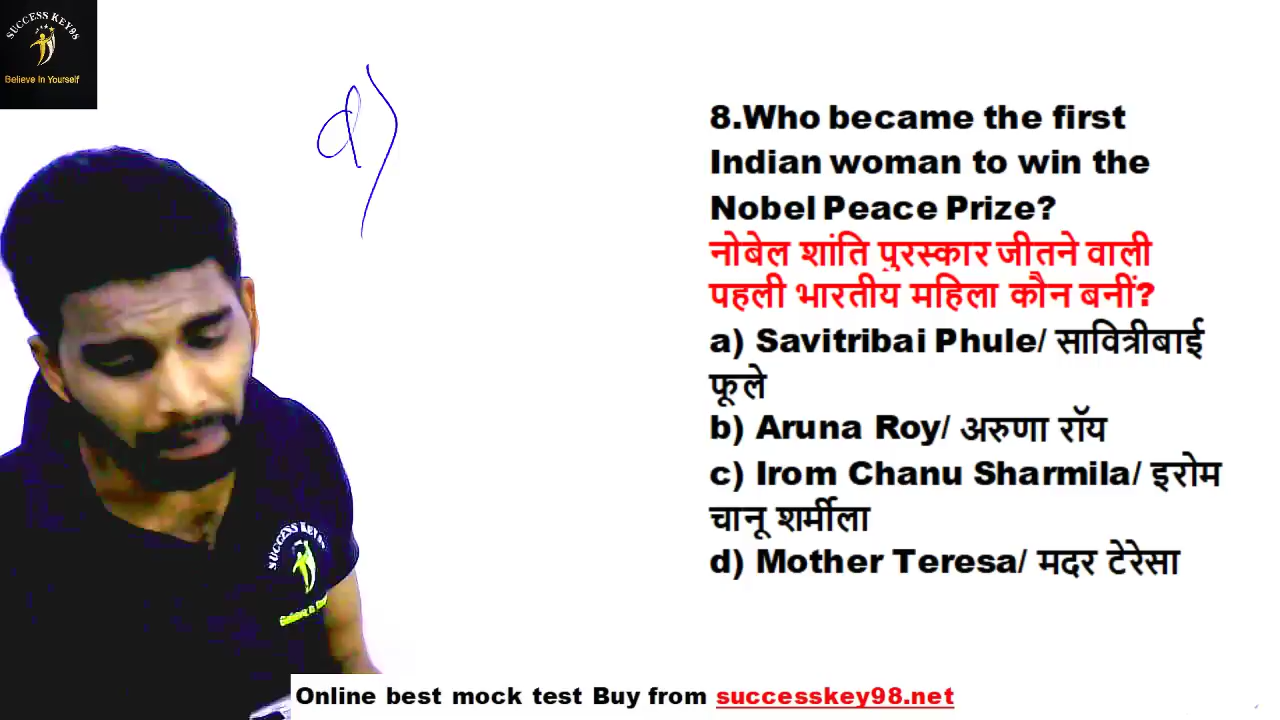 SUCCESS KEY98
Believe In Yourself
d)
8.Who became the first
Indian woman to win the
Nobel Peace Prize?
नोबेल शांति पुरस्कार जीतने वाली
पहली भारतीय महिला कौन बनीं?
a) Savitribai Phule/ सावित्रीबाई
फूले
b) Aruna Roy/ अरुणा रॉय
c) Irom Chanu Sharmila/ इरोम
चानू शर्मीला
d) Mother Teresa/ मदर टेरेसा
SUCCESS KEY98
Online best mock test Buy from successkey98.net